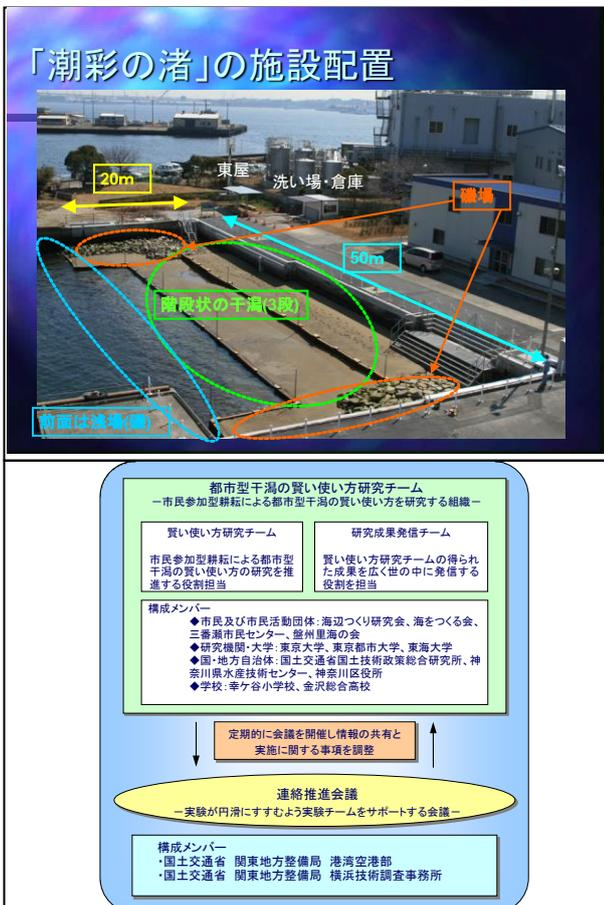 「潮彩の渚」の施設配置
20m
東屋
洗い場・倉庫
磯場
50m
階段状の干潟(3段)
前面は浅場(礫)
都市型干潟の賢い使い方研究チーム
－市民参加型耕耘による都市型干潟の賢い使い方を研究する組織－
賢い使い方研究チーム
市民参加型耕耘による都市型
干潟の賢い使い方の研究を推
進する役割担当
研究成果発信チーム
賢い使い方研究チームの得られ
た成果を広く世の中に発信する
役割を担当
構成メンバー
◆市民及び市民活動団体：海辺つくり研究会、海をつくる会、
三番瀬市民センター、盤州里海の会
◆研究機関・大学：東京大学、東京都市大学、東海大学
◆国・地方自治体：国土交通省国土技術政策総合研究所、神
奈川県水産技術センター、神奈川区役所
◆学校：幸ケ谷小学校、金沢総合高校
定期的に会議を開催し情報の共有と
実施に関する事項を調整
連絡推進会議
－実験が円滑にすすむよう実験チームをサポートする会議－
構成メンバー
・国土交通省　関東地方整備局　港湾空港部
・国土交通省　関東地方整備局　横浜技術調査事務所